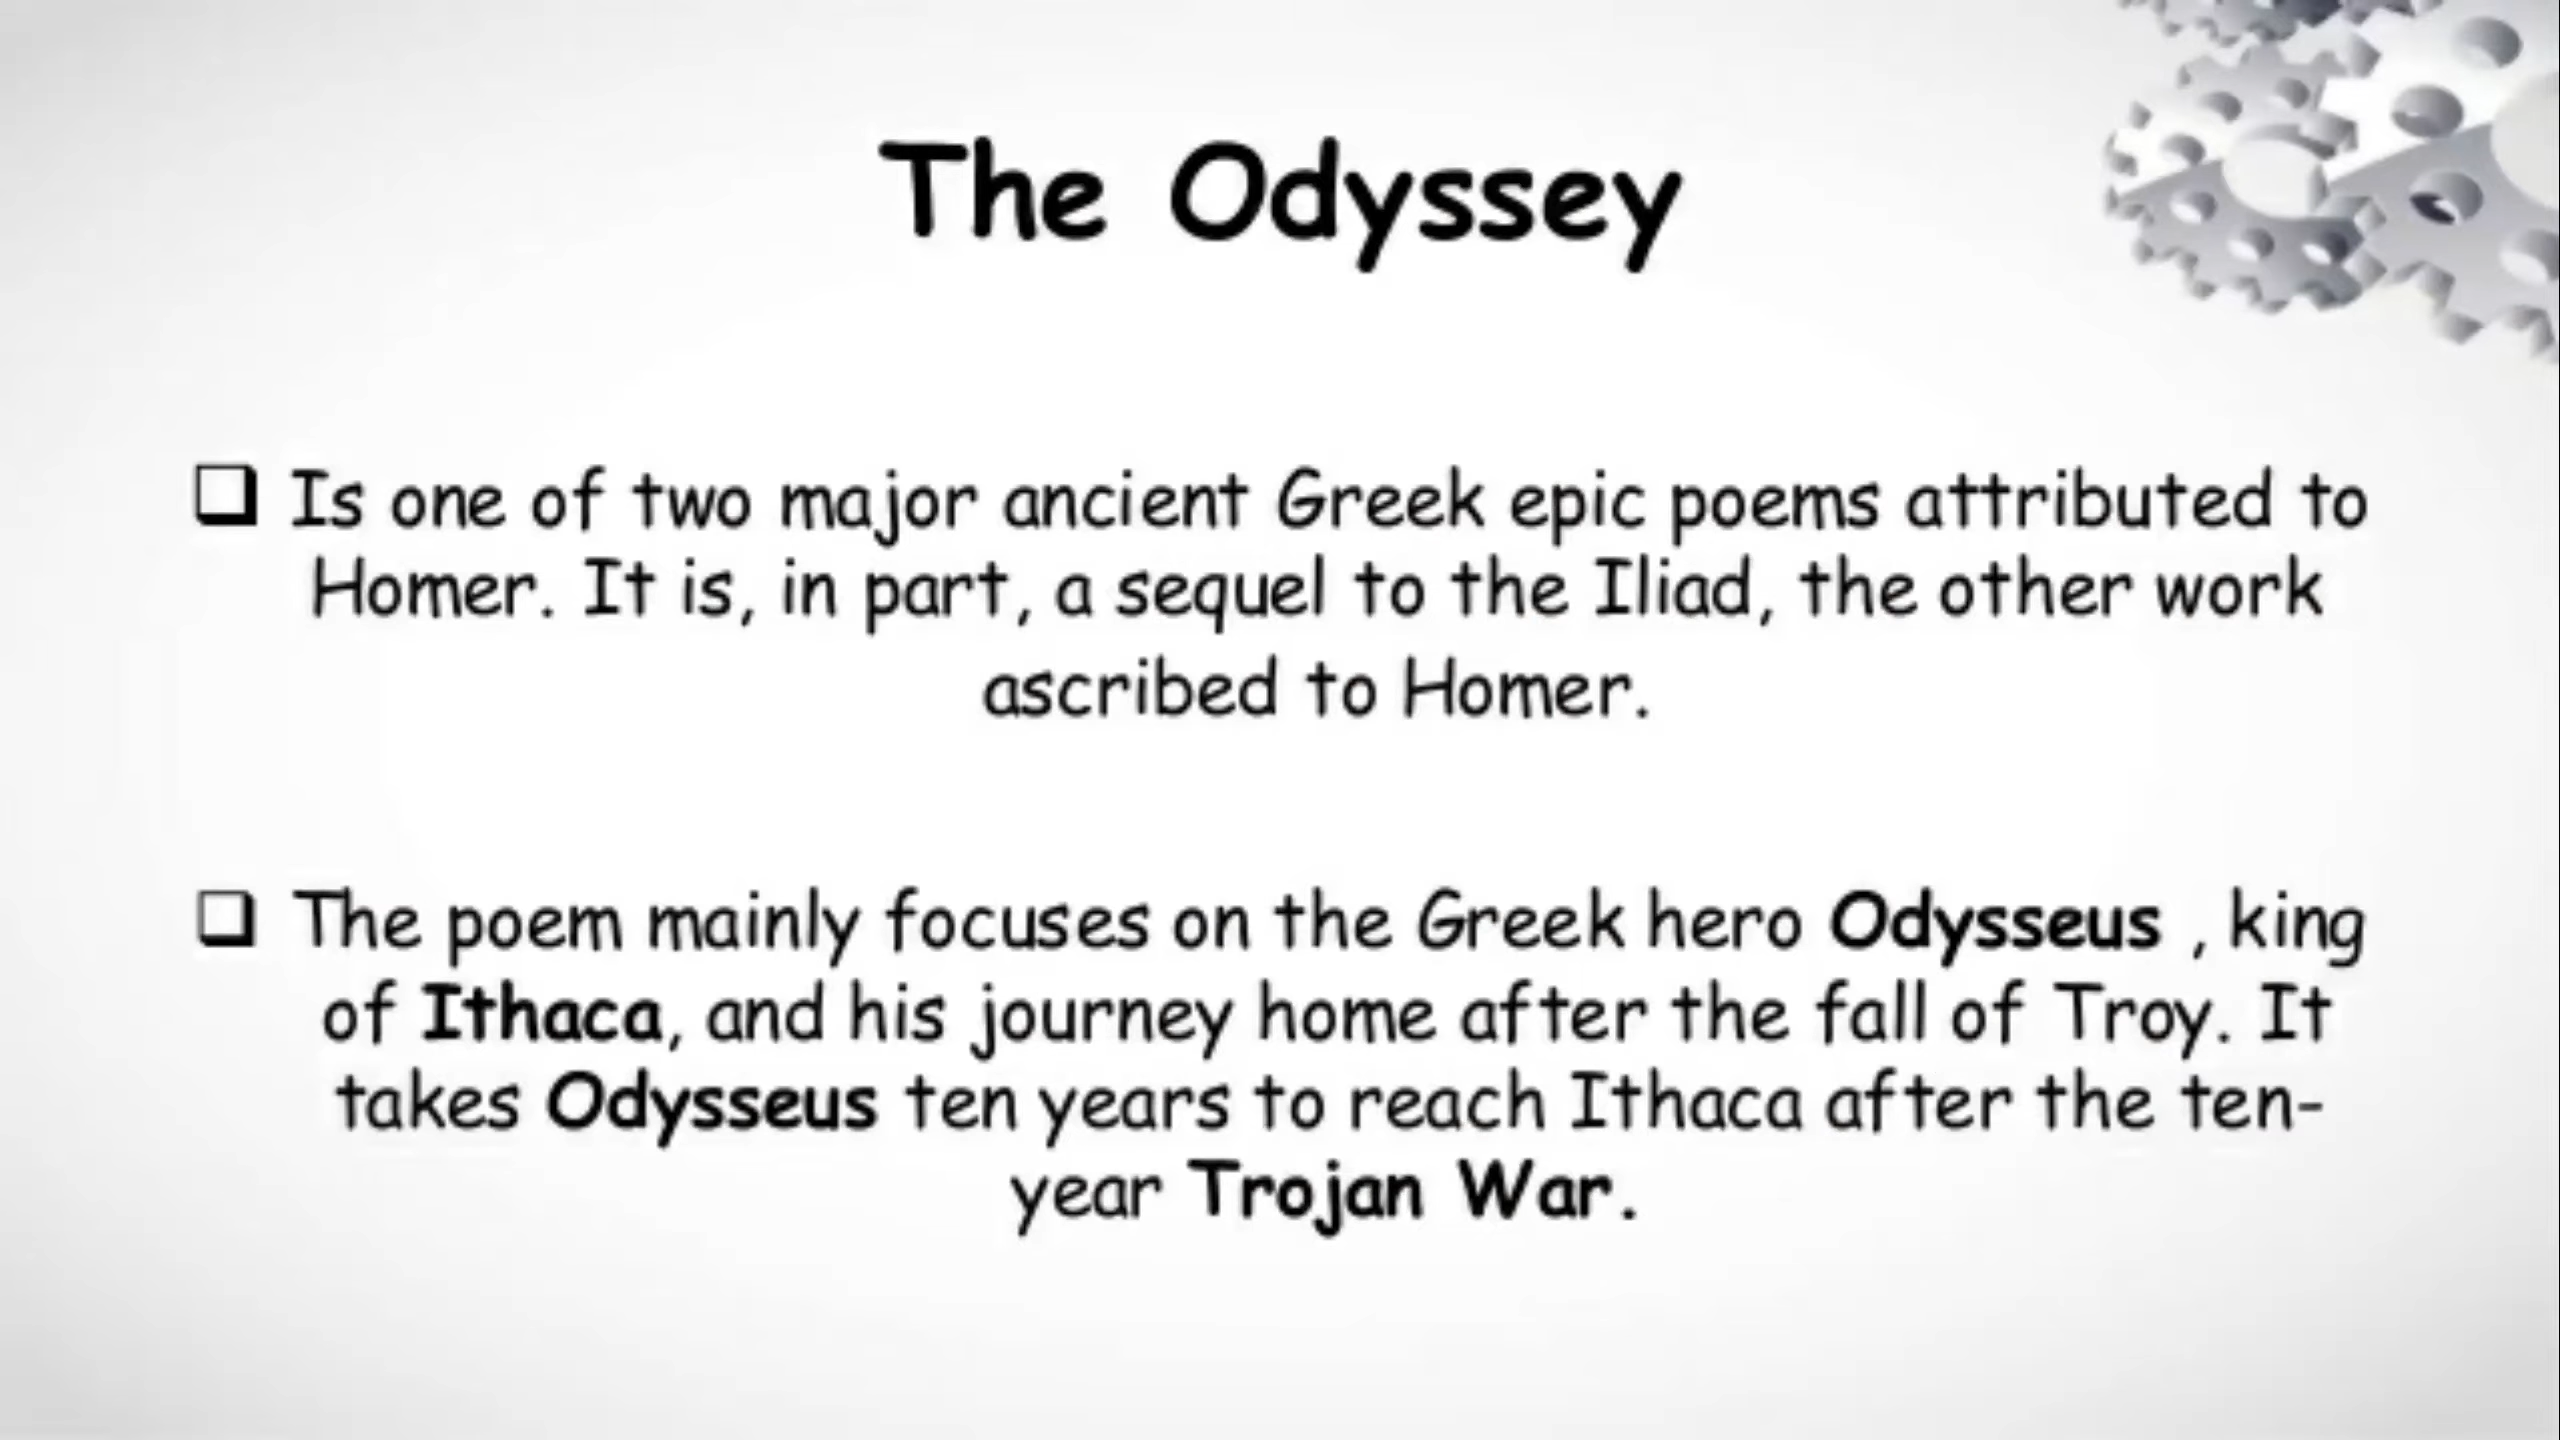 The Odyssey
❑ Is one of two major ancient Greek epic poems attributed to
Homer. It is, in part, a sequel to the Iliad, the other work
ascribed to Homer.
❑ The poem mainly focuses on the Greek hero Odysseus , king
of Ithaca, and his journey home after the fall of Troy. It
takes Odysseus ten years to reach Ithaca after the ten-
year Trojan War.